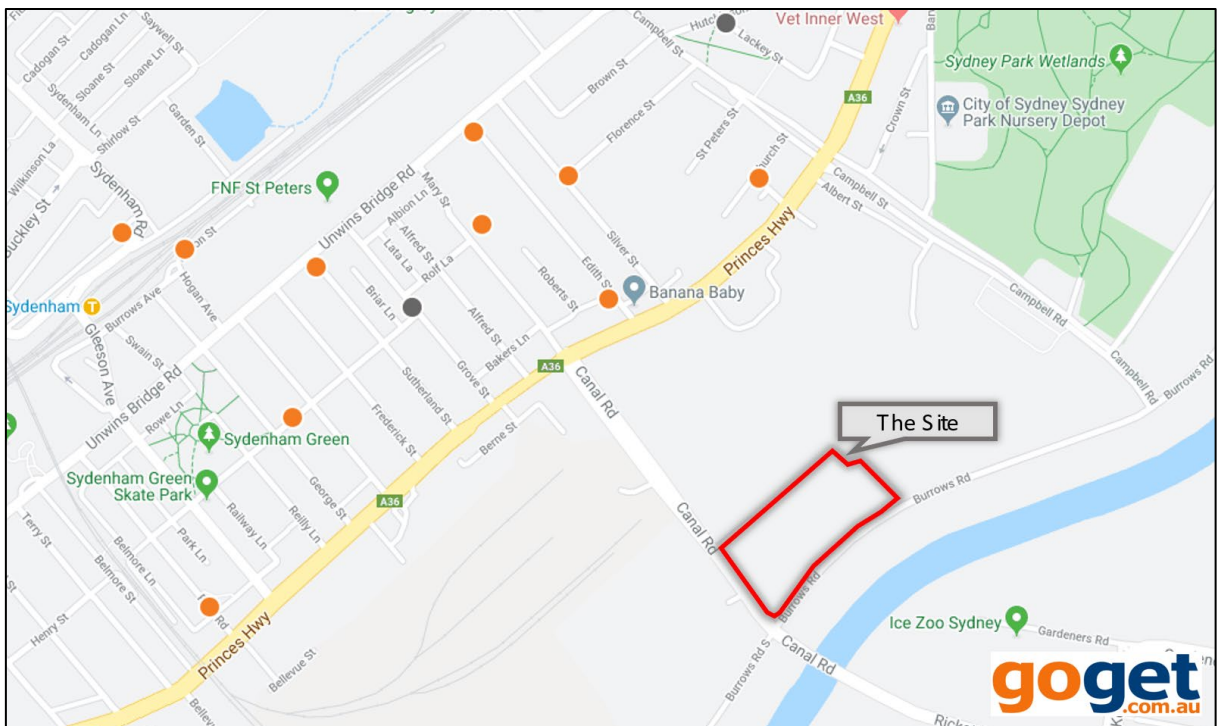 Cadogan St
Cadogan Ln
Saywell St
Sloane St
Sloane Ln
Sydenham Ln
Shirlow St
Garden St
Wilkinson La
Buckley St
Sydenham Rd
FNF St Peters
Unwins Bridge Rd
Mary St
Albion Ln
Alfred St
Lata La
Rolf La
Briar Ln
Brown St
Florence St
St Peters St
Church St
Campbell St
Lackey St
Vet Inner West
A36
Crown St
Sydney Park Wetlands
City of Sydney Sydney
Park Nursery Depot
Campbell St
Albert St
Princes Hwy
Silver St
Edith St
Roberts St
Banana Baby
Campbell Rd
Campbell Rd
Burrows Rd
Sydenham
T
Burrows Ave
Hogan Ave
Gleeson Ave
Swain St
Unwins Bridge Rd
Rowe Ln
Sydenham Green
Sydenham Green
Skate Park
Alfred St
Bakers Ln
Grove St
Sutherland St
Frederick St
Berne St
A36
Canal Rd
George St
Reilly Ln
Railway Ln
Park Ln
A36
Terry St
Belmore Ln
Belmore St
Henry St
Princes Hwy
Bellevue St
The Site
Burrows Rd
Canal Rd
Burrows Rd
Burrows Rd S
Canal Rd
Ice Zoo Sydney
Gardeners Rd
goget
.com.au